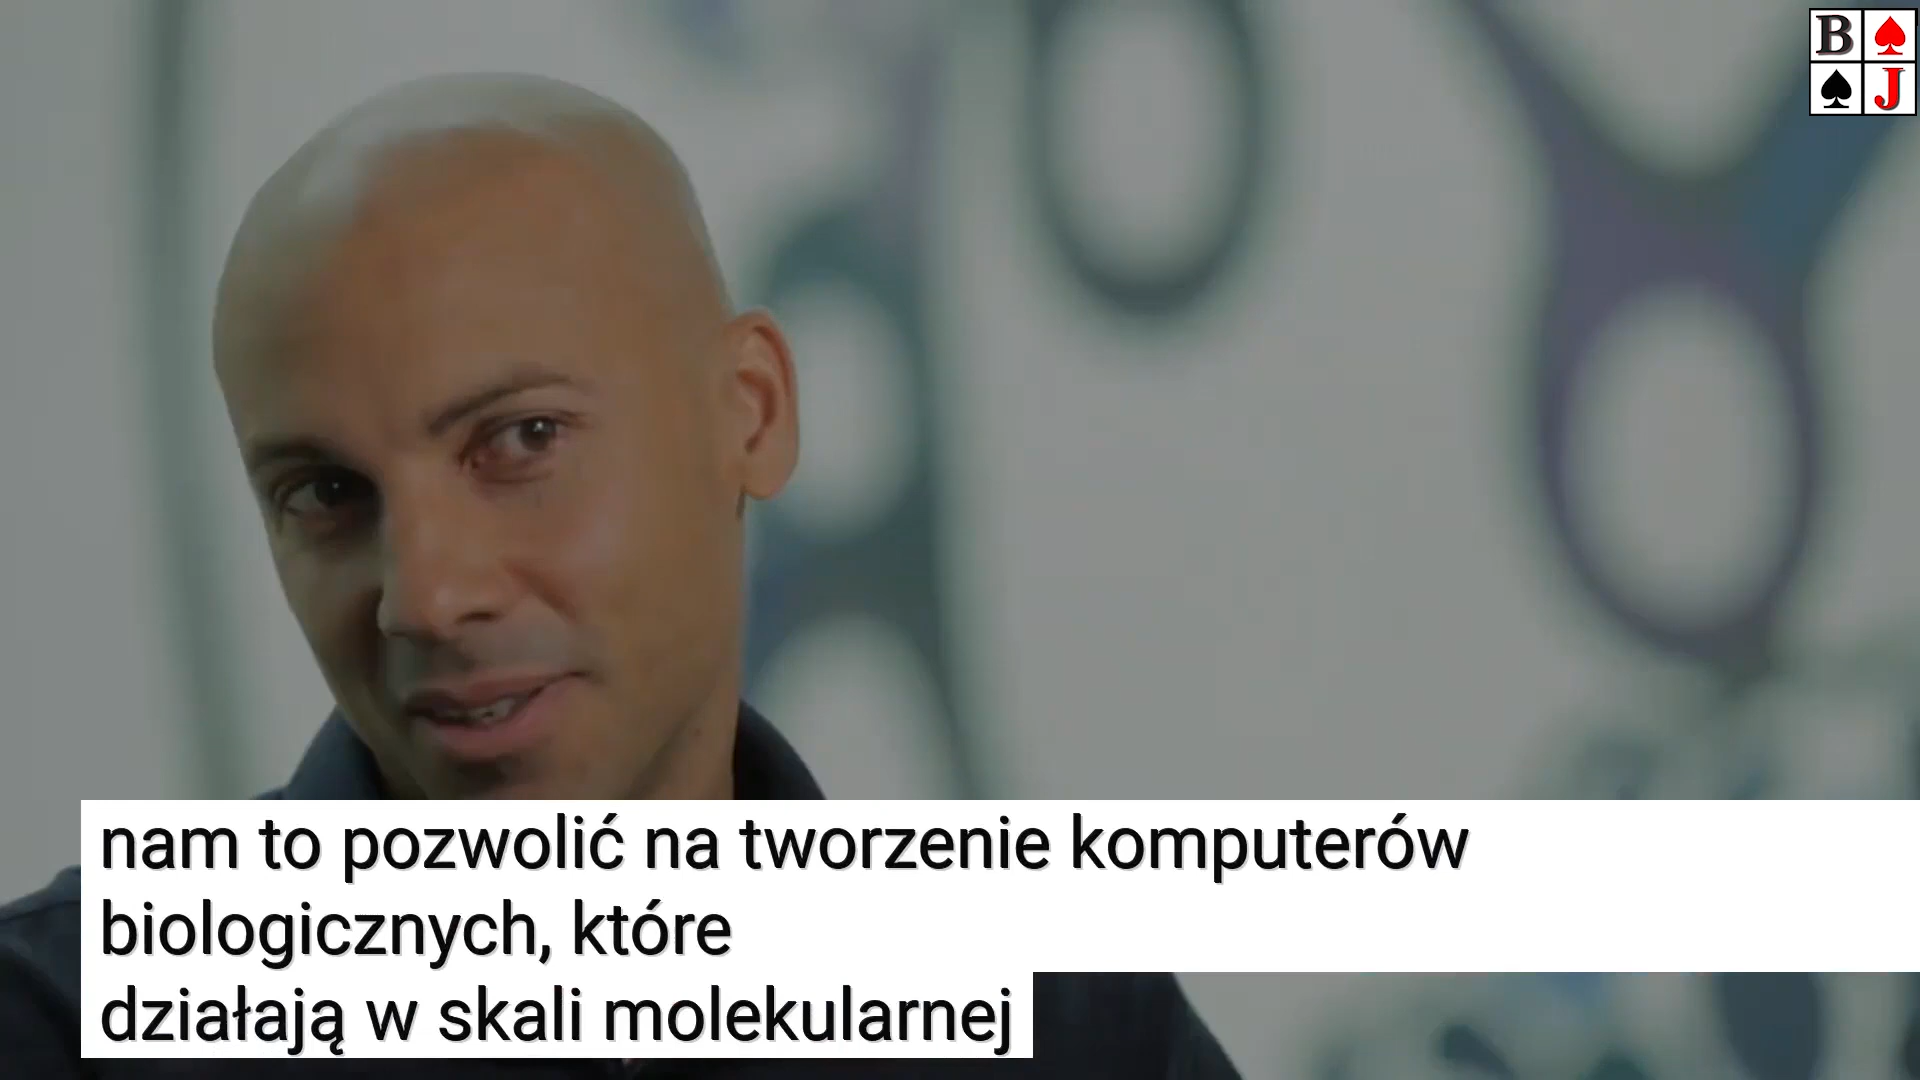 B
J
nam to pozwolić na tworzenie komputerów
biologicznych, które
działają w skali molekularnej